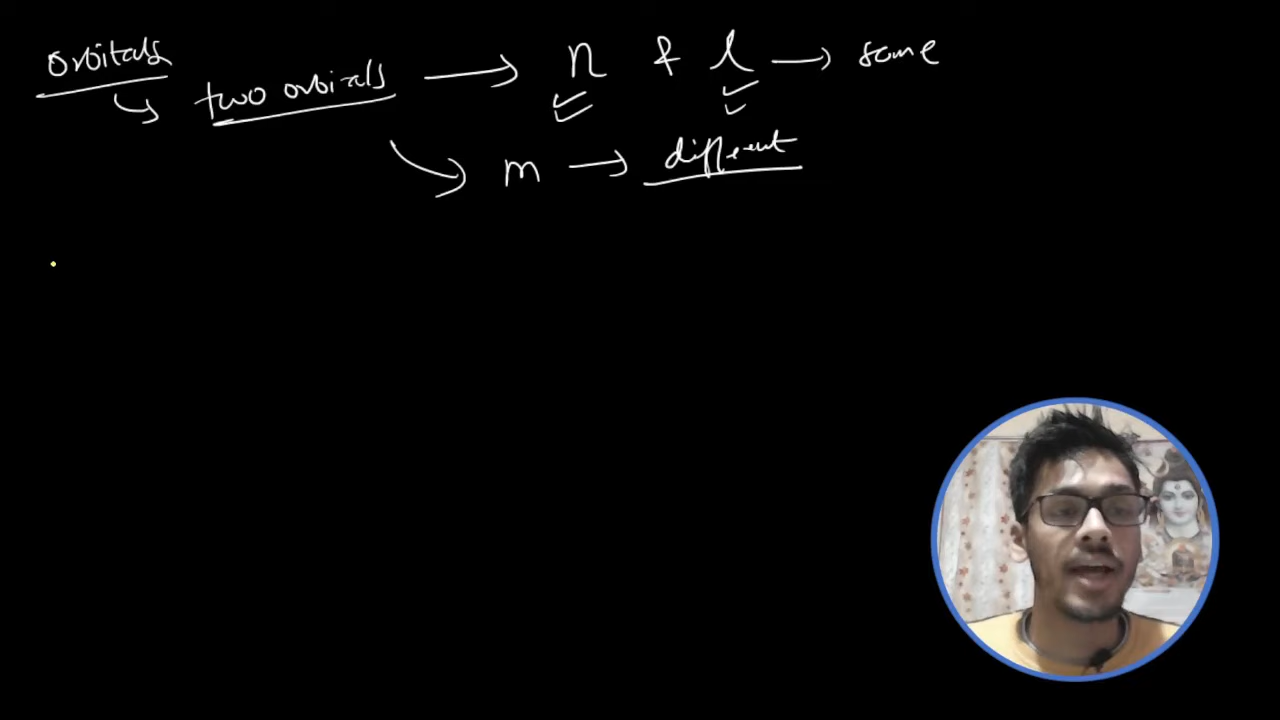 orbitals
two orbitals → n & l → same
m → different